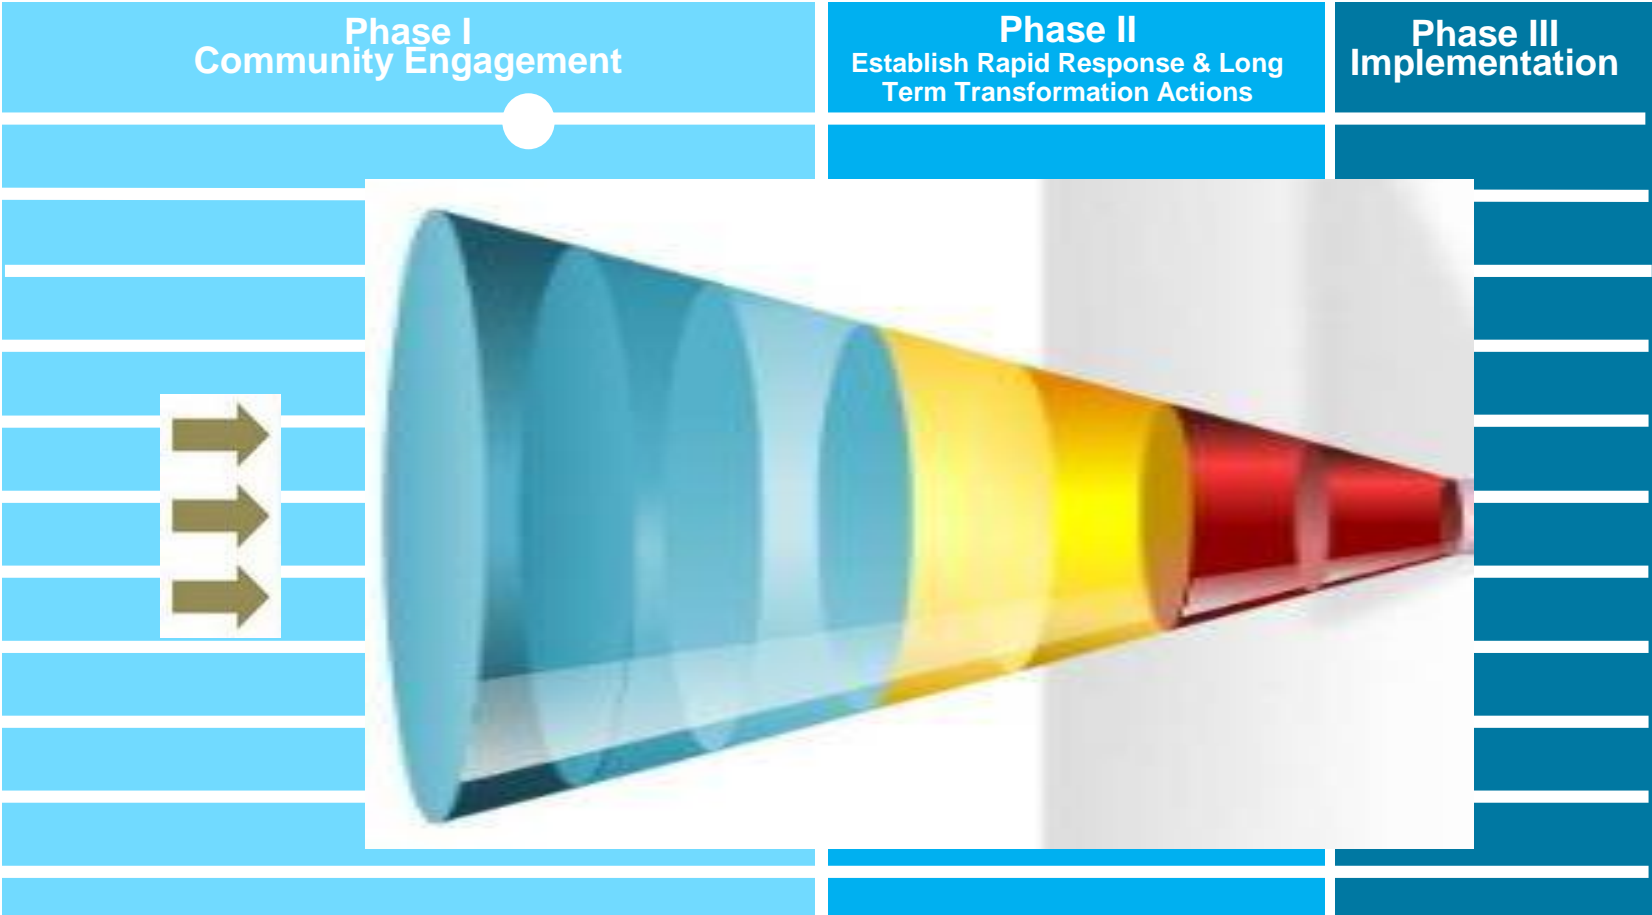 Phase I
Community Engagement
Phase II
Establish Rapid Response & Long
Term Transformation Actions
Phase III
Implementation